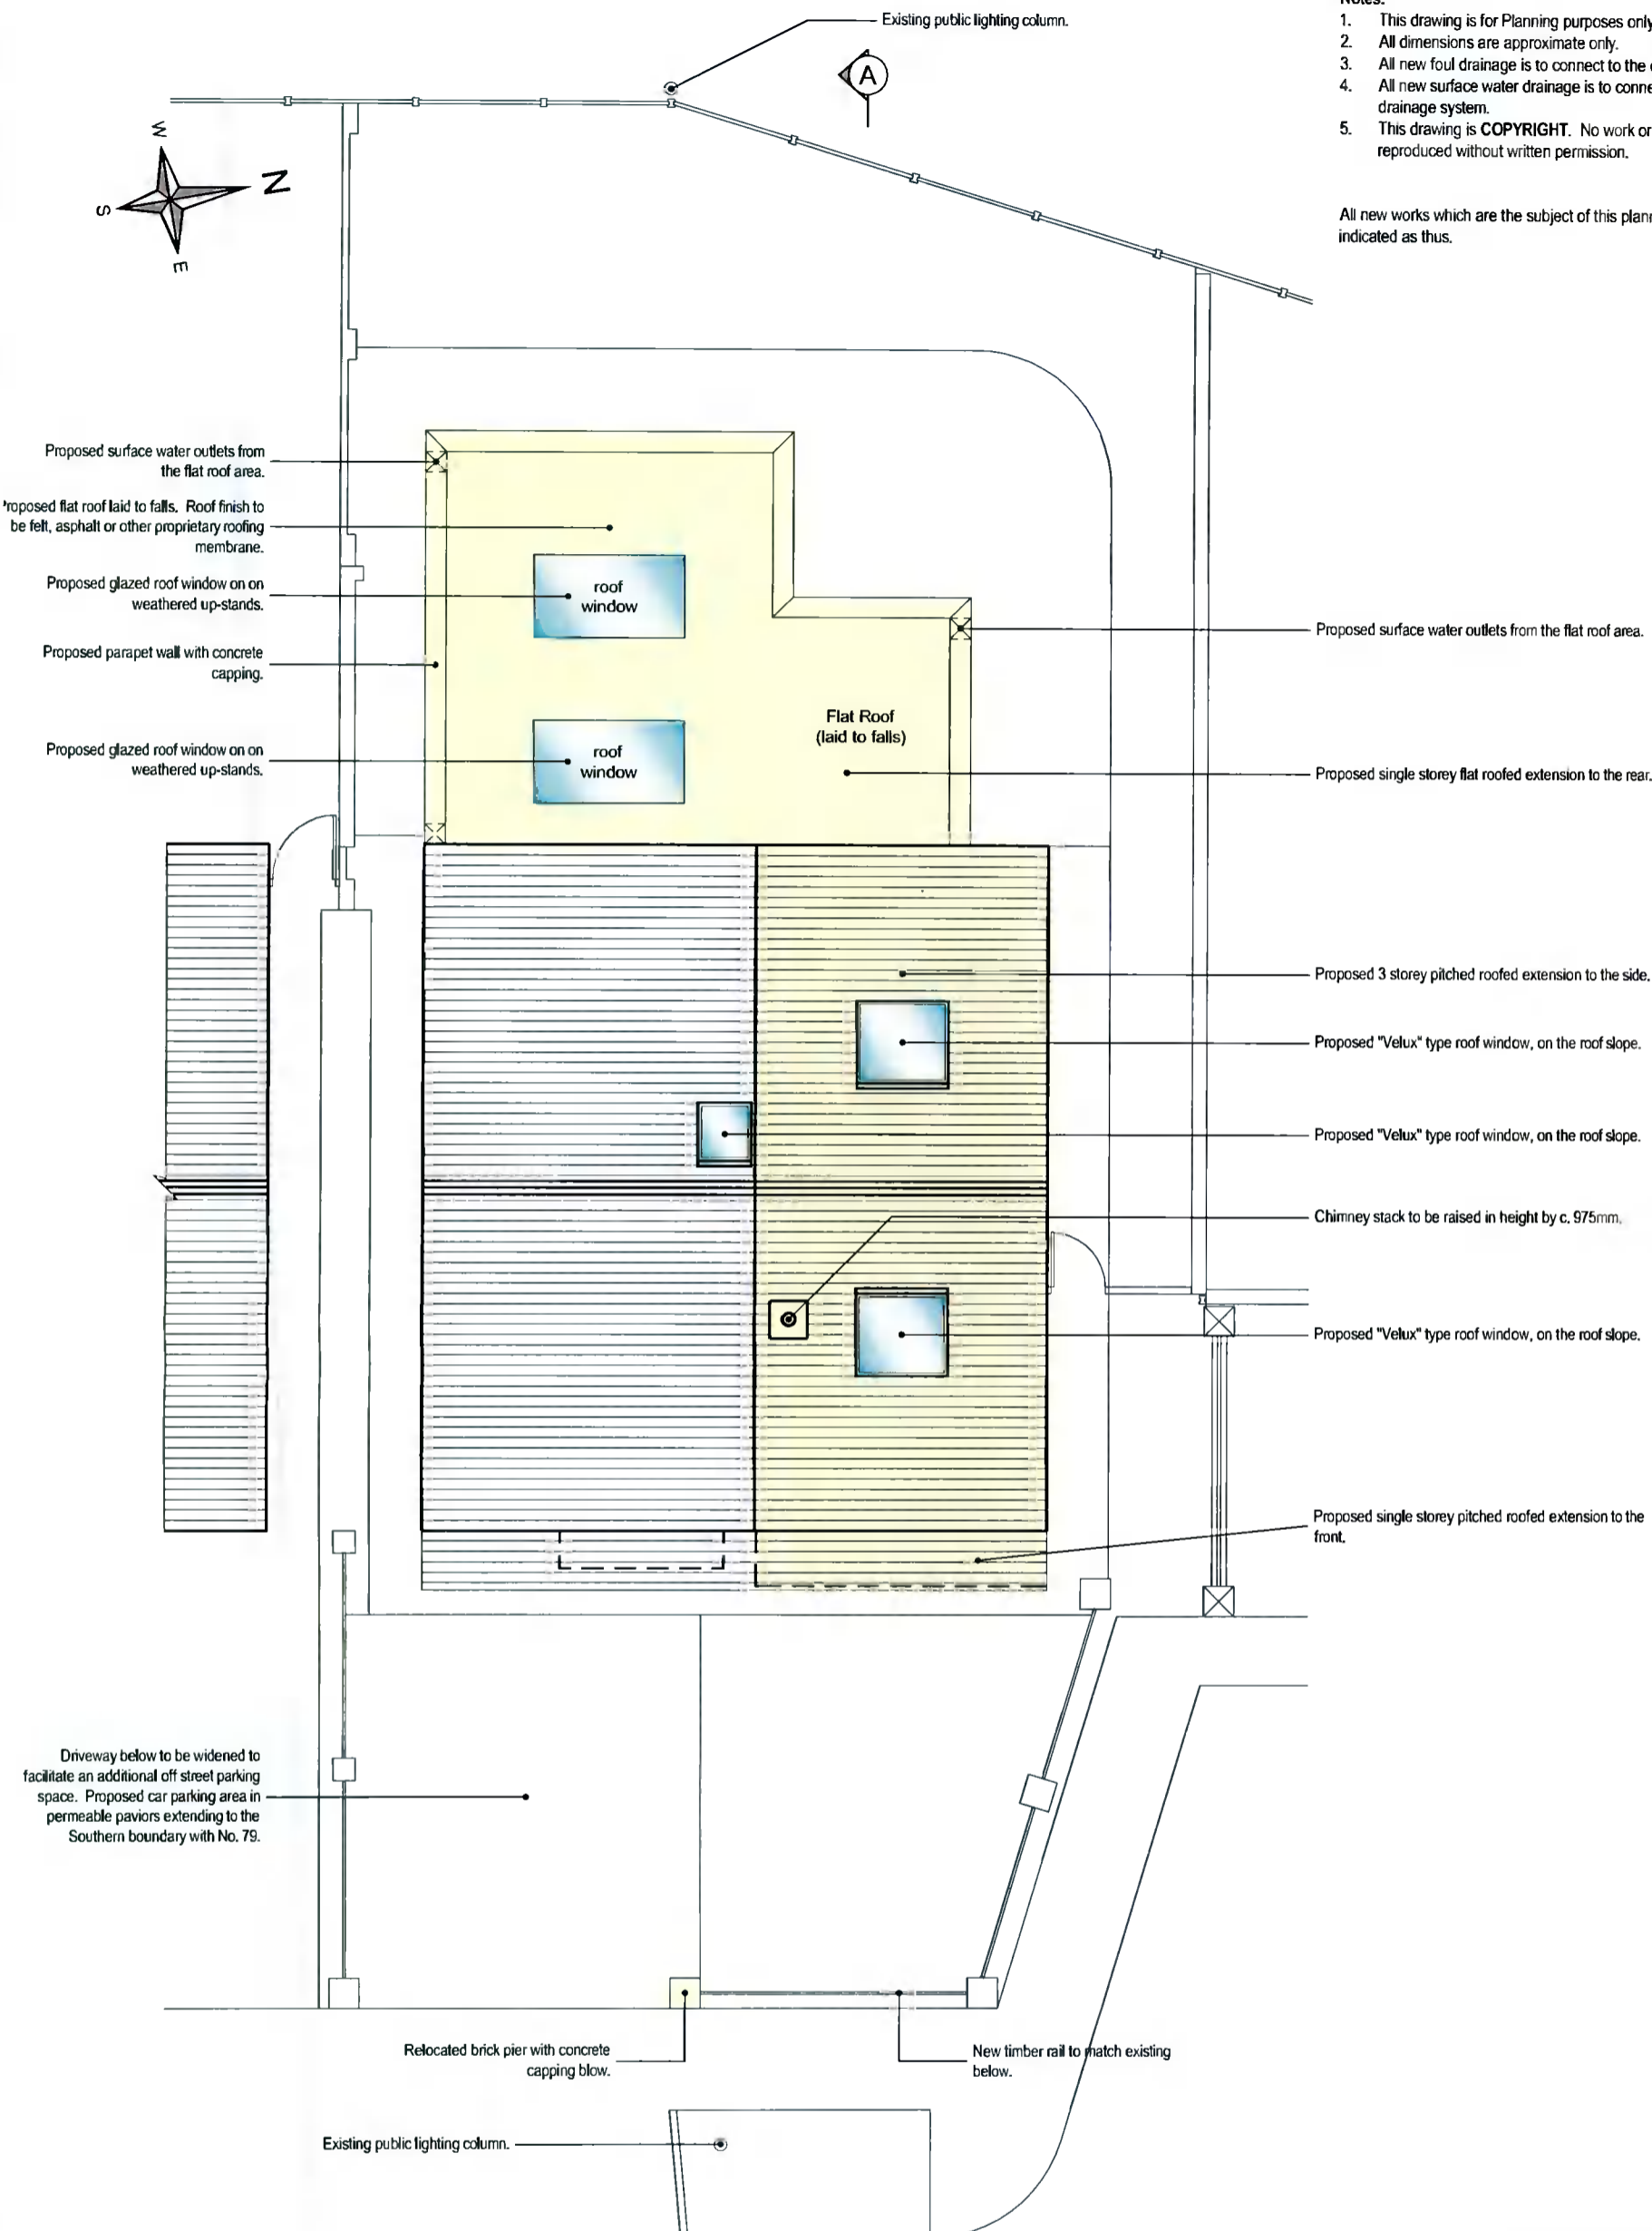 Existing public lighting column.
A
Notes:
1. This drawing is for Planning purposes only
2. All dimensions are approximate only.
3. All new foul drainage is to connect to the
4. All new surface water drainage is to conne
drainage system.
5. This drawing is COPYRIGHT. No work or
reproduced without written permission.
All new works which are the subject of this plann
indicated as thus.
W
N
S
E
Proposed surface water outlets from
the flat roof area.
roposed flat roof laid to falls. Roof finish to
be felt, asphalt or other proprietary roofing
membrane.
Proposed glazed roof window on on
weathered up-stands.
Proposed parapet wall with concrete
capping.
Proposed glazed roof window on on
weathered up-stands.
roof
window
roof
window
Flat Roof
(laid to falls)
Proposed surface water outlets from the flat roof area.
Proposed single storey flat roofed extension to the rear.
Proposed 3 storey pitched roofed extension to the side.
Proposed "Velux" type roof window, on the roof slope.
Proposed "Velux" type roof window, on the roof slope.
Chimney stack to be raised in height by c. 975mm.
Proposed "Velux" type roof window, on the roof slope.
Proposed single storey pitched roofed extension to the
front.
Driveway below to be widened to
facilitate an additional off street parking
space. Proposed car parking area in
permeable paviors extending to the
Southern boundary with No. 79.
Relocated brick pier with concrete
capping blow.
New timber rail to match existing
below.
Existing public lighting column.